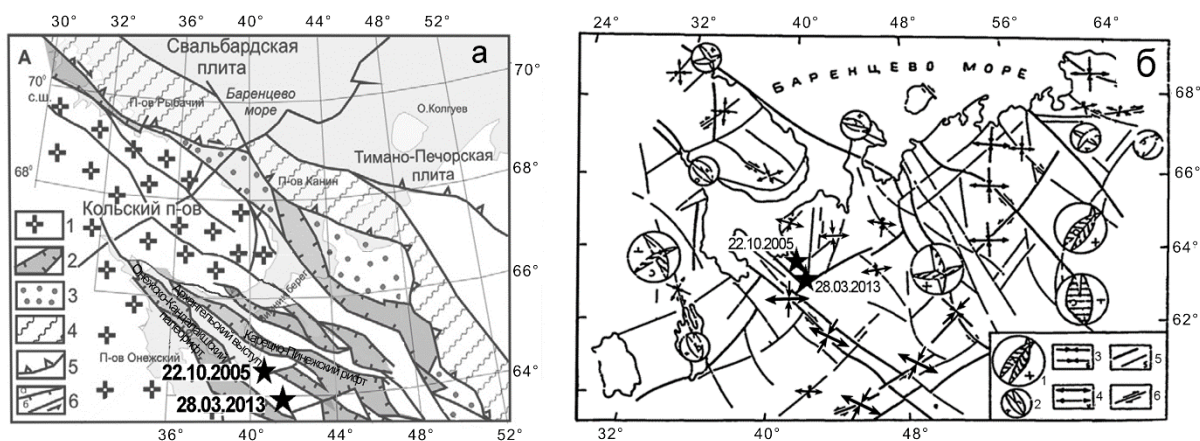 30° 32° 36° 40° 44° 48° 52° 56°
А
а
Свальбардская
плита
70°
70°
с.ш.
П-ов Рыбачий
Баренцево
море
О.Колгуев
68°
Тимано-Печорская
плита
68°
П-ов Канин
Кольский п-ов
66°
1
2
3
4
5
6
Онежско-Кандалакшский
палеорифт
Архангельский выступ
Керецко-Пинежский рифт
П-ов Онежский
22.10.2005
64°
28.03.2013
36° 40° 44° 48° 52°
24° 32° 40° 48° 56° 64°
б
БАРЕНЦЕВО МОРЕ
68°
66°
64°
62°
22.10.2005
28.03.2013
1
2
3
4
5
6
32° 40° 48°